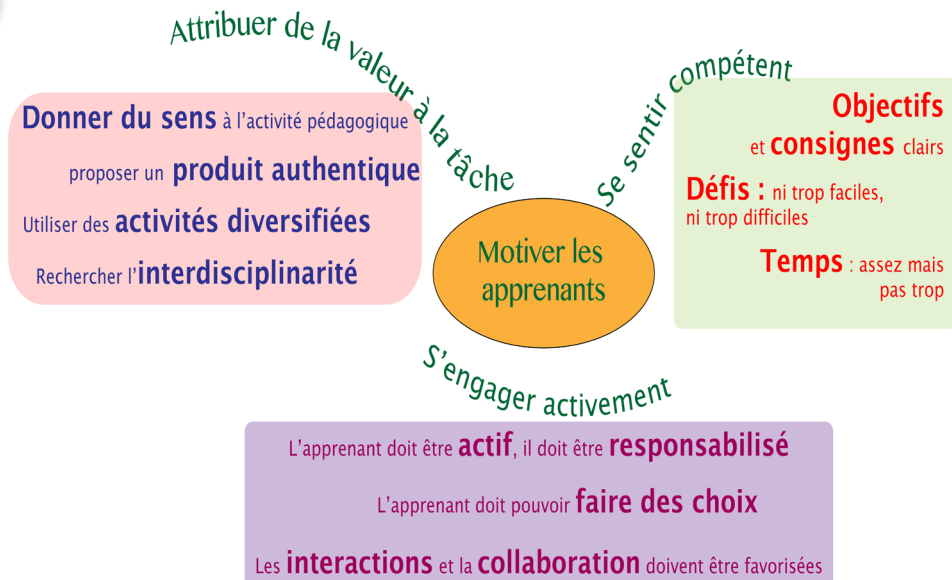 Attribuer de la valeur à la tâche
Donner du sens à l'activité pédagogique
proposer un produit authentique
Utiliser des activités diversifiées
Rechercher l'interdisciplinarité
Se sentir compétent
Objectifs
et consignes clairs
Défis : ni trop faciles,
ni trop difficiles
Temps : assez mais
pas trop
Motiver les
apprenants
S'engager activement
L'apprenant doit être actif, il doit être responsabilisé
L'apprenant doit pouvoir faire des choix
Les interactions et la collaboration doivent être favorisées